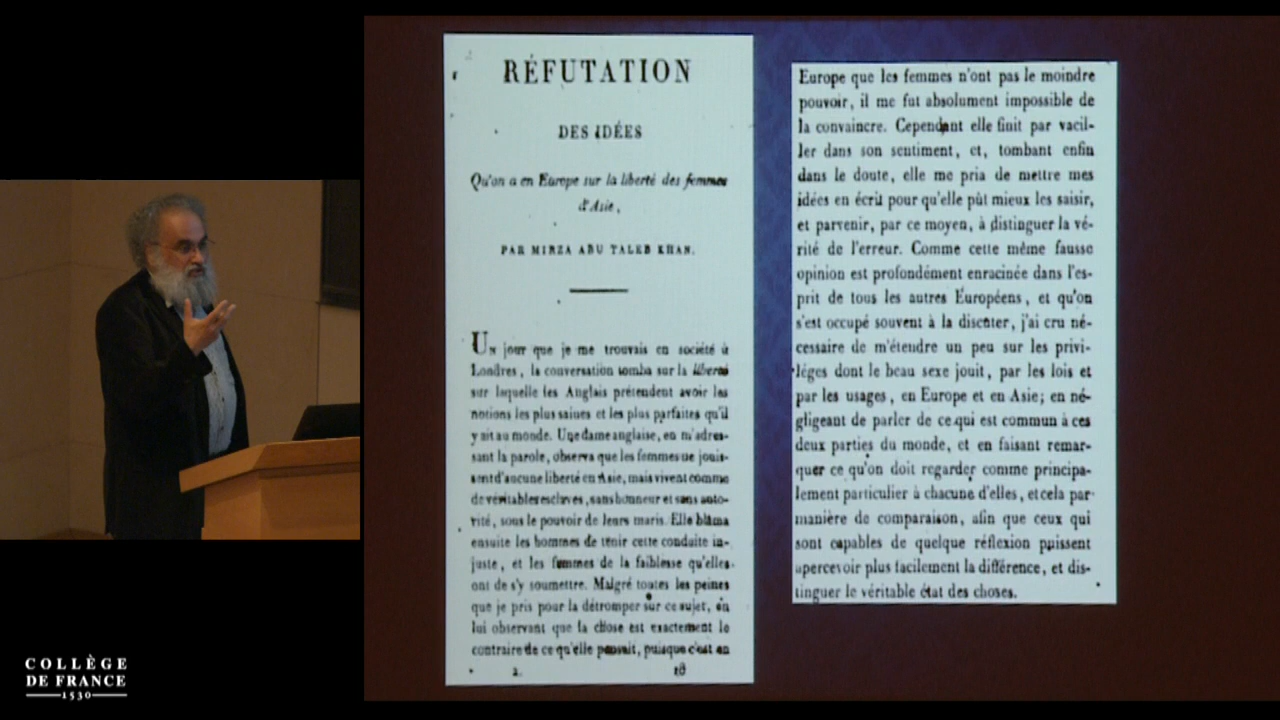 RÉFUTATION
DES IDÉES
Qu'on a en Europe sur la liberté des femmes
d'Asie,
PAR MIRZA ABU TALEB KHAN.
Un jour que je me trouvais en société à
Londres, la conversation tomba sur la liberté
sur laquelle les Anglais prétendent avoir les
notions les plus saines et les plus parfaites qu'il
y ait au monde. Une dame anglaise, en m'adres-
sant la parole, observa que les femmes ne jouis-
sent d'aucune liberté en Asie, mais vivent comme
de véritables esclaves, sans honneur et sans auto-
rité, sous le pouvoir de leurs maris. Elle blâma
ensuite les hommes de tenir cette conduite in-
juste, et les femmes de la faiblesse qu'elles
ont de s'y soumettre. Malgré toutes les peines
que je pris pour la détromper sur ce sujet, en
lui observant que la chose est exactement le
contraire de ce qu'elle pensait, puisque c'est en
2. 18
Europe que les femmes n'ont pas le moindre
pouvoir, il me fut absolument impossible de
la convaincre. Cependant elle finit par vacil-
ler dans son sentiment, et, tombant enfin
dans le doute, elle me pria de mettre mes
idées en écrit pour qu'elle pût mieux les saisir,
et parvenir, par ce moyen, à distinguer la vé-
rité de l'erreur. Comme cette même fausse
opinion est profondément enracinée dans l'es-
prit de tous les autres Européens, et qu'on
s'est occupé souvent à la discuter, j'ai cru né-
cessaire de m'étendre un peu sur les privi-
léges dont le beau sexe jouit, par les lois et
par les usages, en Europe et en Asie; en né-
gligeant de parler de ce qui est commun à ces
deux parties du monde, et en faisant remar-
quer ce qu'on doit regarder comme principa-
lement particulier à chacune d'elles, et cela par
manière de comparaison, afin que ceux qui
sont capables de quelque réflexion puissent
apercevoir plus facilement la différence, et dis-
tinguer le véritable état des choses.
COLLÈGE
DE FRANCE
1530